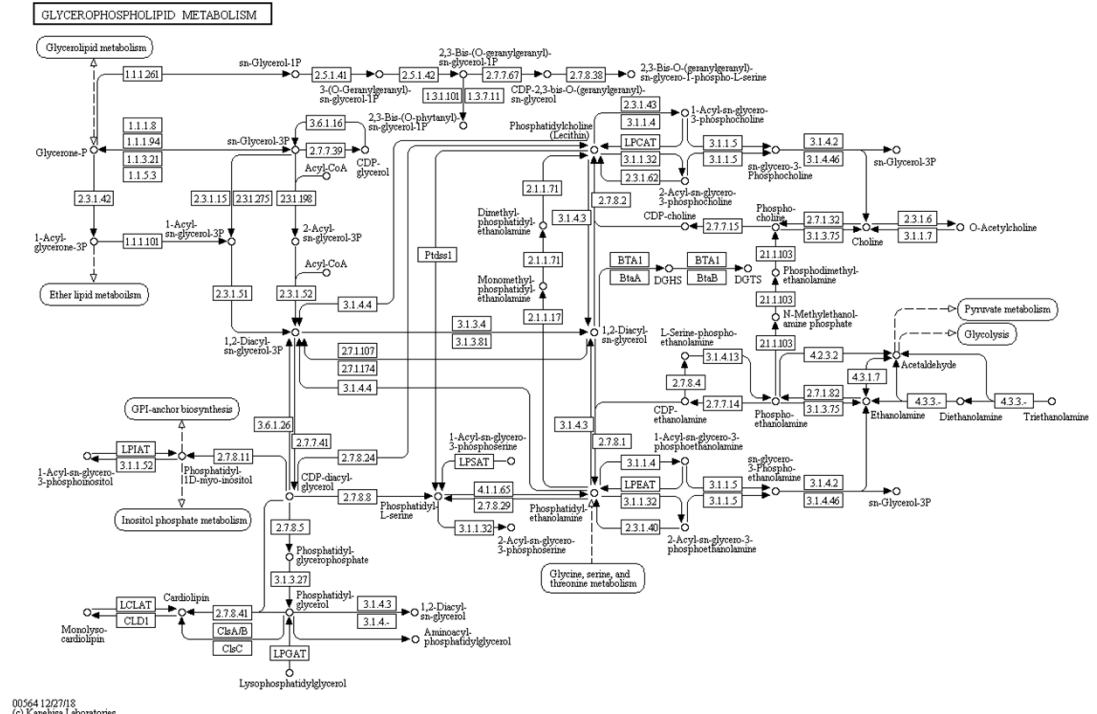 GLYCEROPHOSPHOLIPID METABOLISM
Glycerolipid metabolism
1.1.1.261
sn-Glycerol-1P
2.5.1.41
3-(O-Geranylgeranyl)-
sn-glycerol-1P
2.5.1.42
2,3-Bis-(O-geranylgeranyl)-
sn-glycerol-1P
2.7.7.67
CDP-2,3-bis-O-(geranylgeranyl)-
sn-glycerol
2.7.8.38
2,3-Bis-O-(geranylgeranyl)-
sn-glycero-1-phospho-L-serine
1.3.1.101
1.3.7.11
2,3-Bis-(O-phytanyl)-
sn-glycerol-1P
Glycerone-P
1.1.1.8
1.1.1.94
1.1.3.21
1.1.5.3
sn-Glycerol-3P
3.6.1.16
2.7.7.39
CDP-
glycerol
Phosphatidylcholine
(Lecithin)
2.3.1.43
3.1.1.4
LPCAT
3.1.1.32
2.3.1.62
1-Acyl-sn-glycero-
3-phosphocholine
2-Acyl-sn-glycero-
3-phosphocholine
3.1.1.5
3.1.1.5
sn-glycero-3-
Phosphocholine
3.1.4.2
3.1.4.46
sn-Glycerol-3P
2.3.1.42
2.3.1.15
2.3.1.275
2.3.1.198
Acyl-CoA
1-Acyl-
glycerone-3P
1.1.1.101
1-Acyl-
sn-glycerol-3P
2-Acyl-
sn-glycerol-3P
Acyl-CoA
Ether lipid metaboilsm
2.3.1.51
2.3.1.52
3.1.4.4
Ptdss1
2.1.1.71
Dimethyl-
phosphatidyl-
ethanolamine
2.1.1.71
Monomethyl-
phosphatidyl-
ethanolamine
2.1.1.17
3.1.4.3
2.7.8.2
CDP-choline
2.7.7.15
Phospho-
choline
2.7.1.32
3.1.3.75
Choline
2.3.1.6
3.1.1.7
O-Acetylcholine
BTA1
BtaA
DGHS
BTA1
BtaB
DGTS
2.1.1.103
Phosphodimethyl-
ethanolamine
2.1.1.103
N-Methylethanol-
amine phosphate
2.1.1.103
Pyruvate metabolism
Glycolysis
1,2-Diacyl-
sn-glycerol-3P
3.1.3.4
3.1.3.81
1,2-Diacyl-
sn-glycerol
2.7.1.107
2.7.1.174
3.1.4.4
L-Serine-phospho-
ethanolamine
3.1.4.13
2.7.8.4
CDP-
ethanolamine
2.7.7.14
Phospho-
ethanolamine
4.2.3.2
Acetaldehyde
4.3.1.7
2.7.1.82
3.1.3.75
Ethanolamine
4.3.3.-
Diethanolamine
4.3.3.-
Triethanolamine
GPI-anchor biosynthesis
LPIAT
3.1.1.52
1-Acyl-sn-glycero-
3-phosphoinositol
2.7.8.11
Phosphatidyl-
1D-myo-inositol
Inositol phosphate metabolism
3.6.1.26
2.7.7.41
2.7.8.24
CDP-diacyl-
glycerol
2.7.8.8
Phosphatidyl-
L-serine
1-Acyl-sn-glycero-
3-phosphoserine
LPSAT
4.1.1.65
2.7.8.29
3.1.1.32
2-Acyl-sn-glycero-
3-phosphoserine
Phosphatidyl-
ethanolamine
3.1.4.3
2.7.8.1
1-Acyl-sn-glycero-3-
phosphoethanolamine
3.1.1.4
LPEAT
3.1.1.32
2.3.1.40
2-Acyl-sn-glycero-3-
phosphoethanolamine
3.1.1.5
3.1.1.5
sn-glycero-
3-Phospho-
ethanolamine
3.1.4.2
3.1.4.46
sn-Glycerol-3P
Glycine, serine, and
threonine metabolism
2.7.8.5
Phosphatidyl-
glycerophosphate
3.1.3.27
Phosphatidyl-
glycerol
3.1.4.3
3.1.4.-
1,2-Diacyl-
sn-glycerol
Aminoacyl-
phosphatidylglycerol
LCLAT
CLD1
Monolyso-
cardiolipin
Cardiolipin
2.7.8.41
ClsA/B
ClsC
LPGAT
Lysophosphatidylglycerol
00564 12/27/18
(c) Kanehisa Laboratories